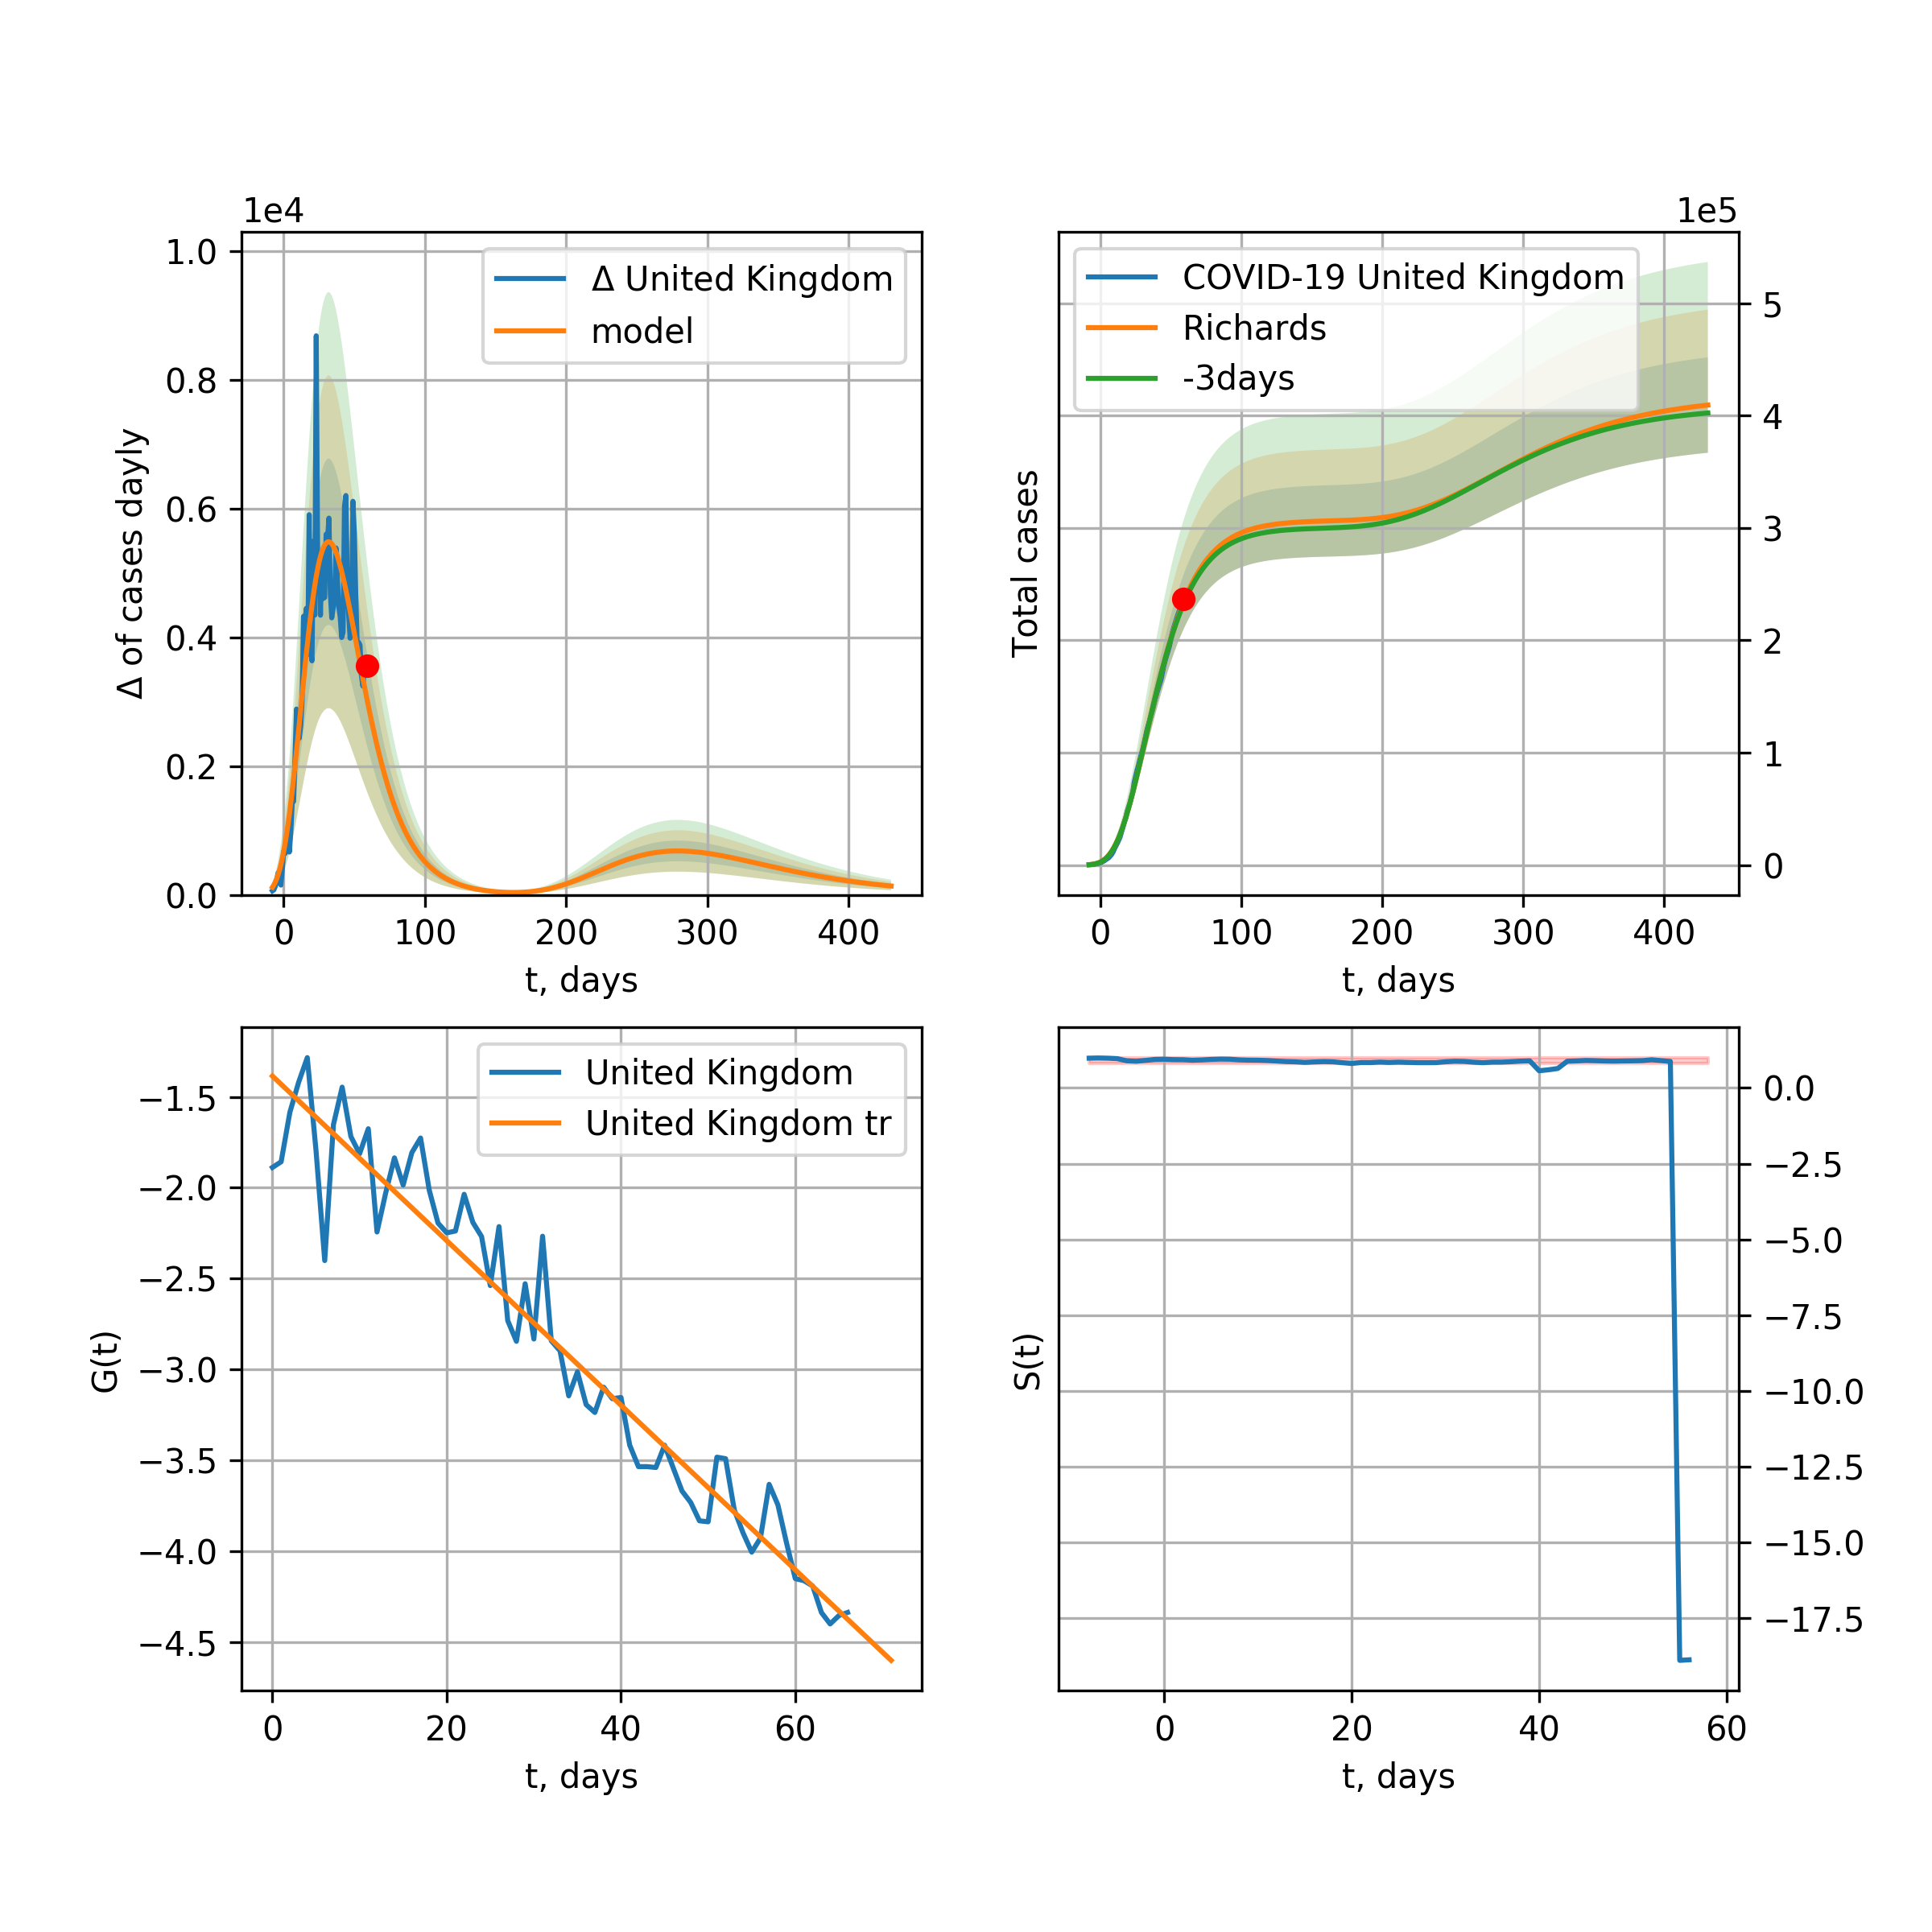 1e4
1.0
0.8
0.6
0.4
0.2
0.0
Δ of cases dayly
Δ United Kingdom
model
0 100 200 300 400
t, days
1e5
COVID-19 United Kingdom
Richards
-3days
Total cases
5
4
3
2
1
0
0 100 200 300 400
t, days
United Kingdom
United Kingdom tr
G(t)
−1.5
−2.0
−2.5
−3.0
−3.5
−4.0
−4.5
0 20 40 60
t, days
S(t)
0.0
−2.5
−5.0
−7.5
−10.0
−12.5
−15.0
−17.5
0 20 40 60
t, days